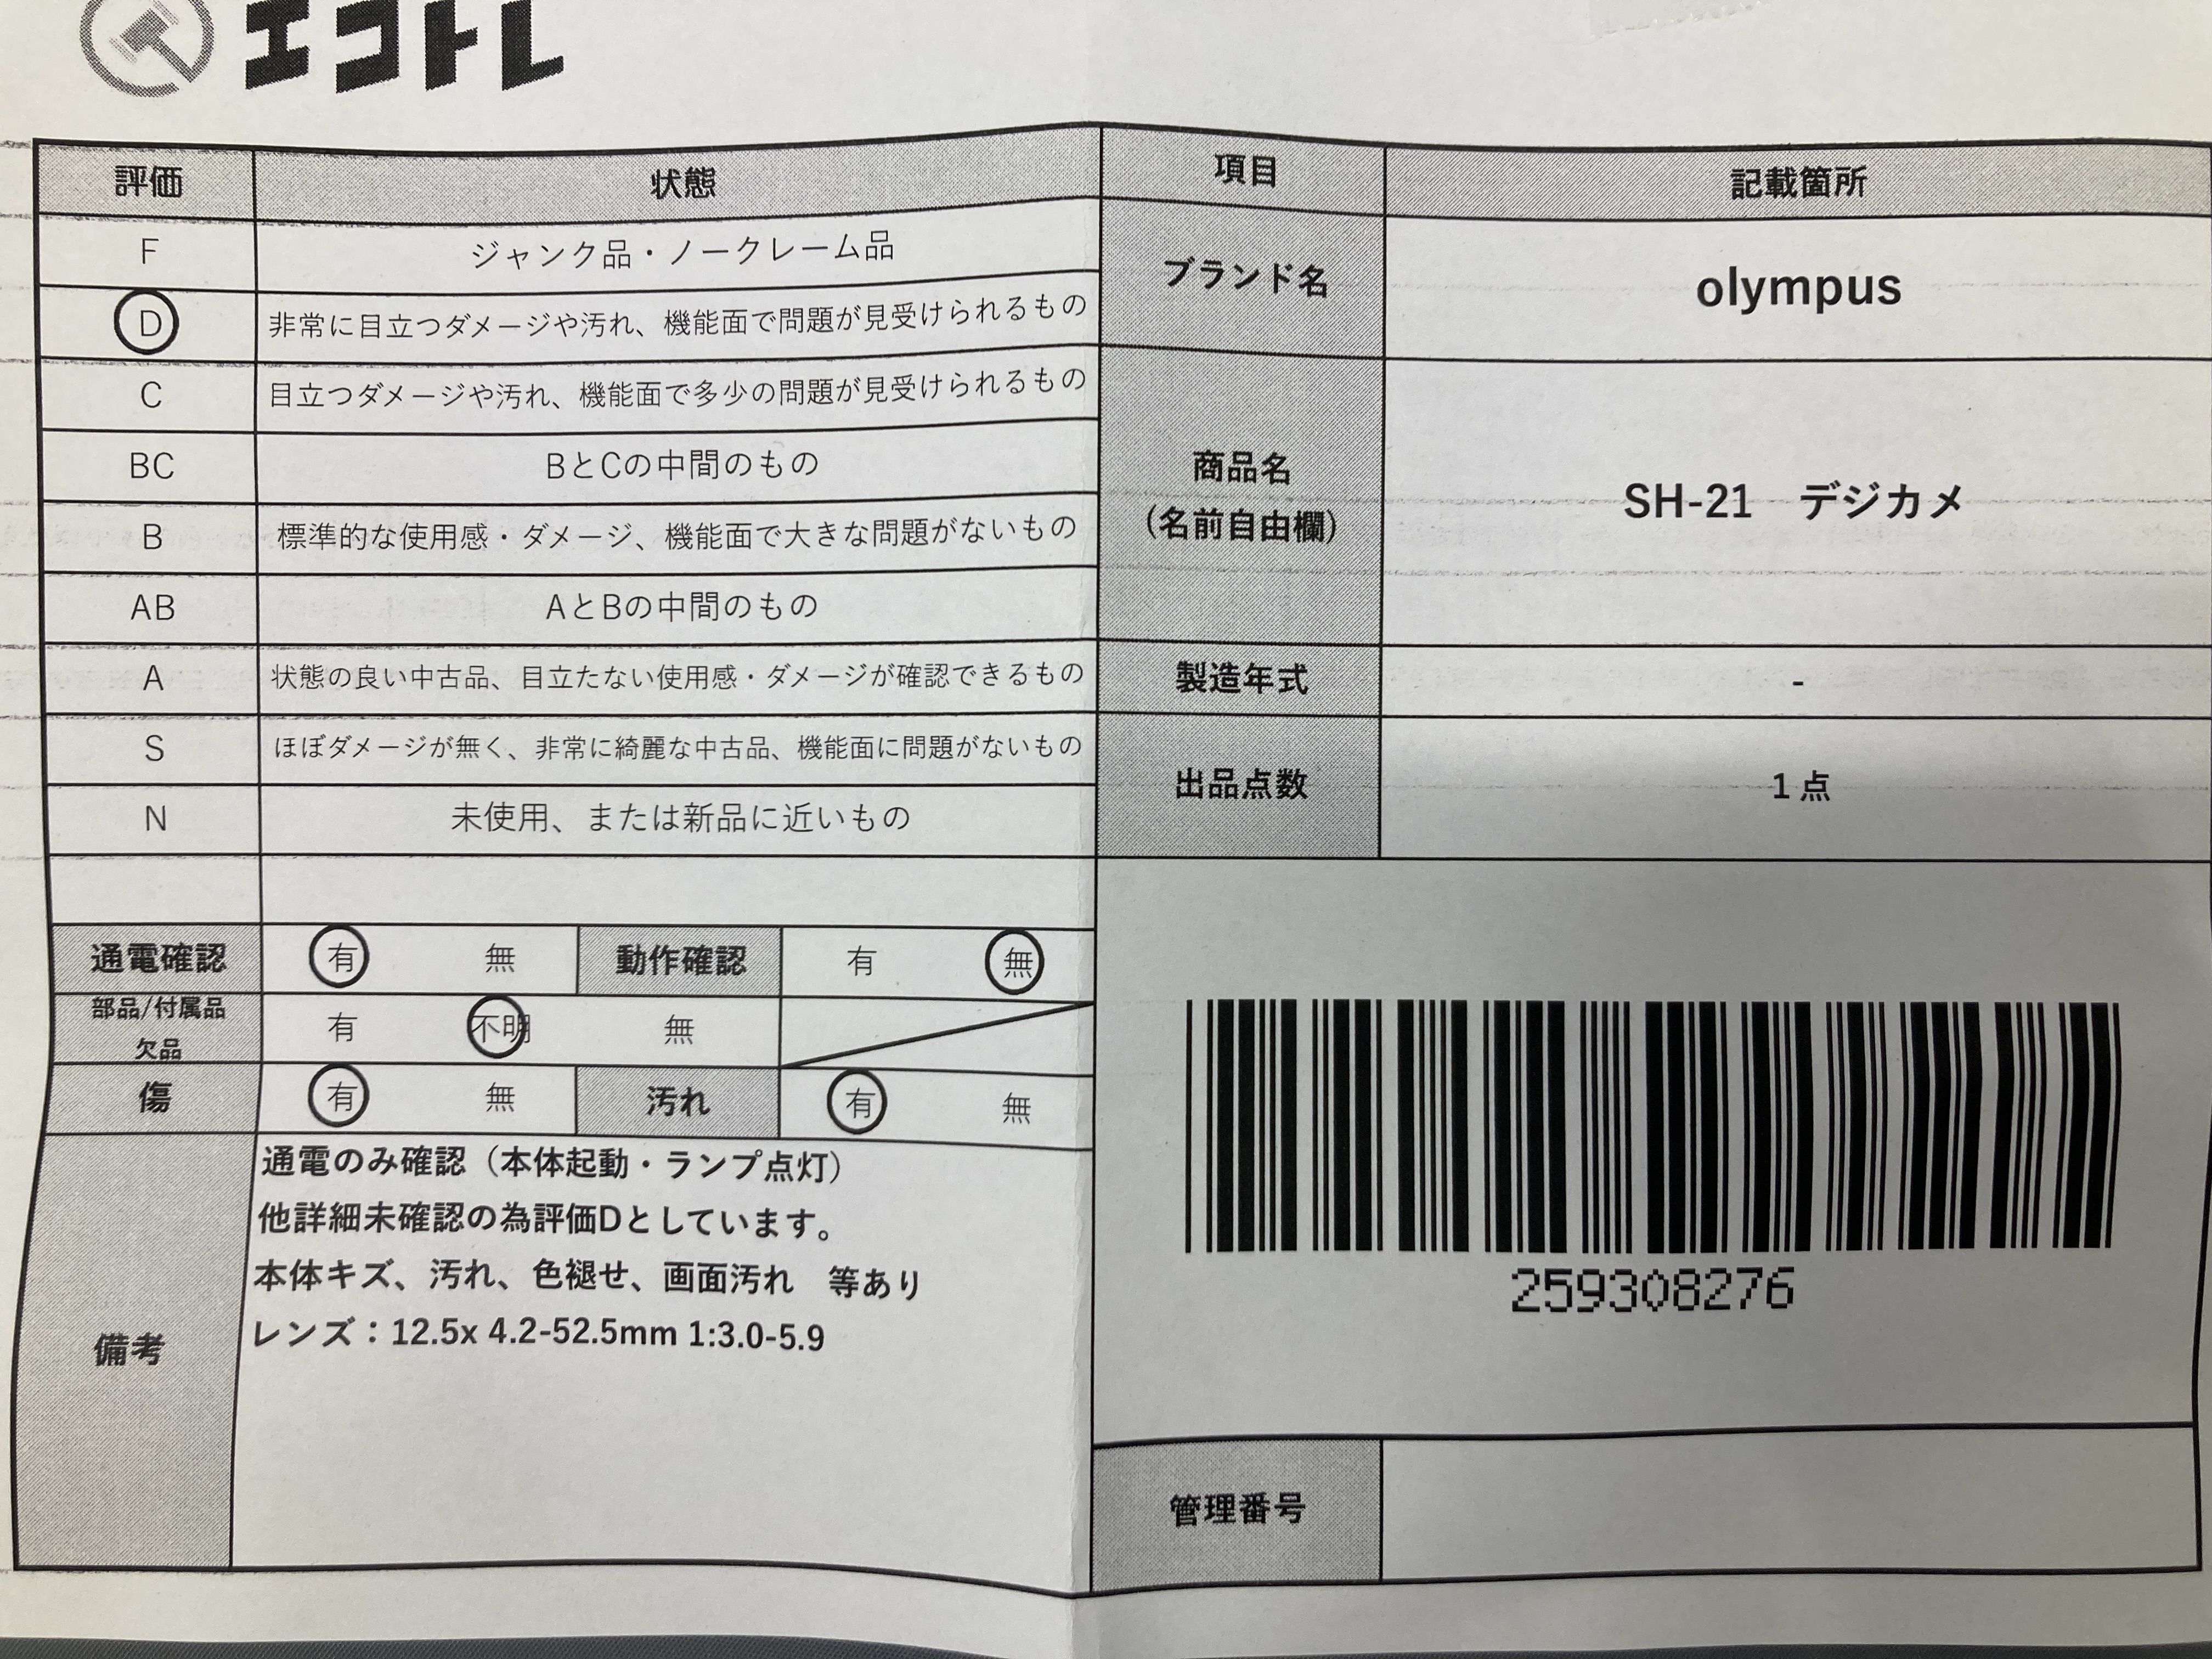 エコトレ
評価 状態
F ジャンク品・ノークレーム品
D 非常に目立つダメージや汚れ、機能面で問題が見受けられるもの
C 目立つダメージや汚れ、機能面で多少の問題が見受けられるもの
BC BとCの中間のもの
B 標準的な使用感・ダメージ、機能面で大きな問題がないもの
AB AとBの中間のもの
A 状態の良い中古品、目立たない使用感・ダメージが確認できるもの
S ほぼダメージが無く、非常に綺麗な中古品、機能面に問題がないもの
N 未使用、または新品に近いもの
通電確認 有 無 動作確認 有 無
部品/付属品
欠品
有 不明 無
傷 有 無 汚れ 有 無
備考
通電のみ確認（本体起動・ランプ点灯）
他詳細未確認の為評価Dとしています。
本体キズ、汚れ、色褪せ、画面汚れ　等あり
レンズ：12.5x 4.2-52.5mm 1:3.0-5.9
項目 記載箇所
ブランド名 olympus
商品名
(名前自由欄)
SH-21　デジカメ
製造年式 -
出品点数 1 点
259308276
管理番号